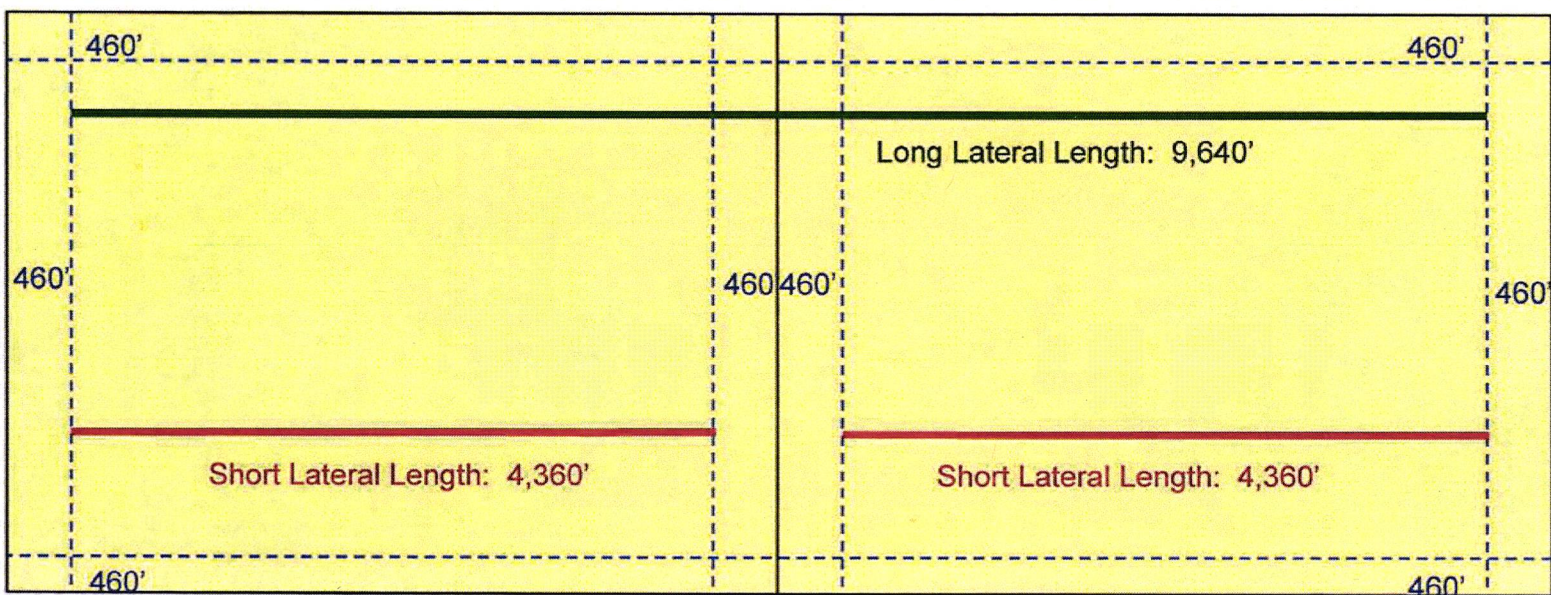 460’ 460’
Long Lateral Length: 9,640’
460’ 460 460’ 460’
Short Lateral Length: 4,360’ Short Lateral Length: 4,360’
460’ 460’